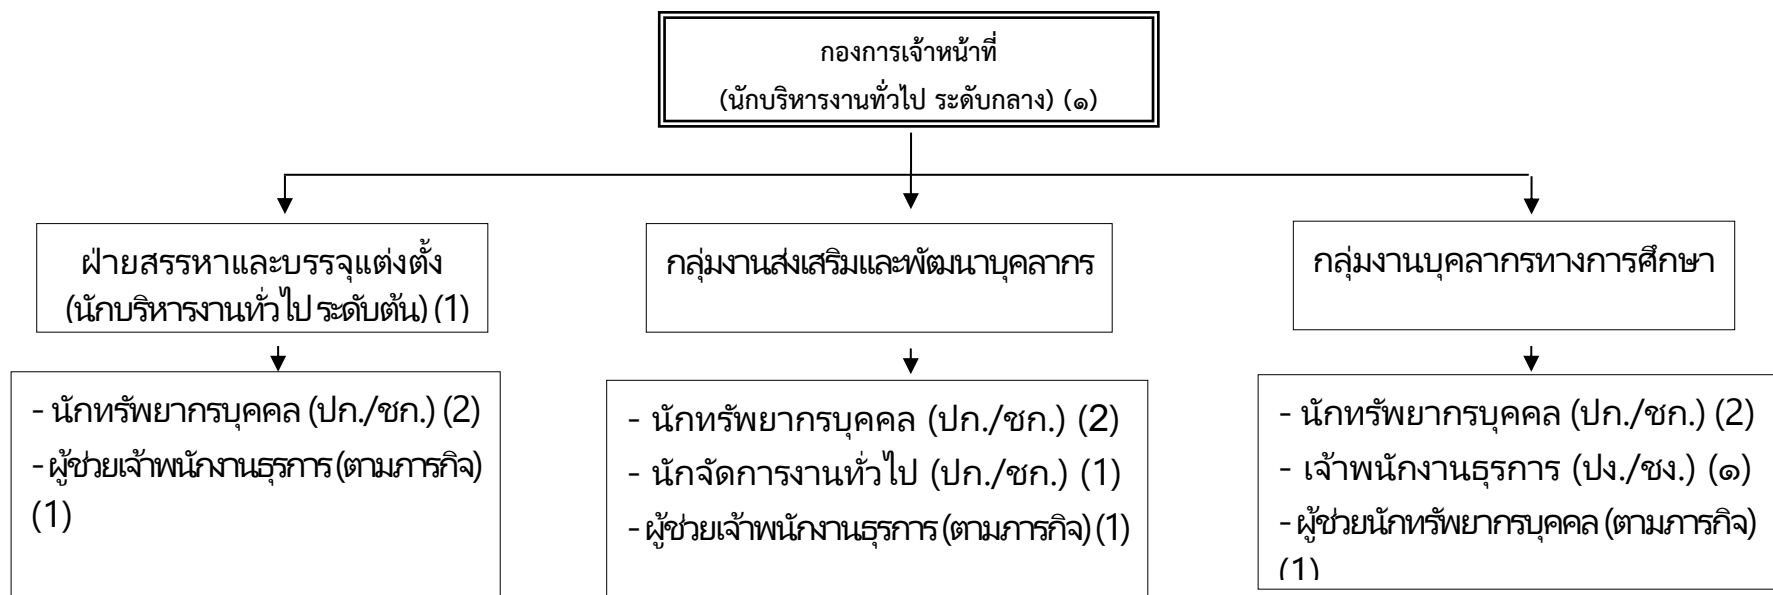 กองการเจ้าหน้าที่
(นักบริหารงานทั่วไป ระดับกลาง) (๑)
ฝ่ายสรรหาและบรรจุแต่งตั้ง
(นักบริหารงานทั่วไป ระดับต้น) (1)
กลุ่มงานส่งเสริมและพัฒนาบุคลากร
กลุ่มงานบุคลากรทางการศึกษา
- นักทรัพยากรบุคคล (ปก./ชก.) (2)
- ผู้ช่วยเจ้าพนักงานธุรการ (ตามภารกิจ)
(1)
- นักทรัพยากรบุคคล (ปก./ชก.) (2)
- นักจัดการงานทั่วไป (ปก./ชก.) (1)
- ผู้ช่วยเจ้าพนักงานธุรการ (ตามภารกิจ) (1)
- นักทรัพยากรบุคคล (ปก./ชก.) (2)
- เจ้าพนักงานธุรการ (ปง./ชง.) (๑)
- ผู้ช่วยนักทรัพยากรบุคคล (ตามภารกิจ)
(1)